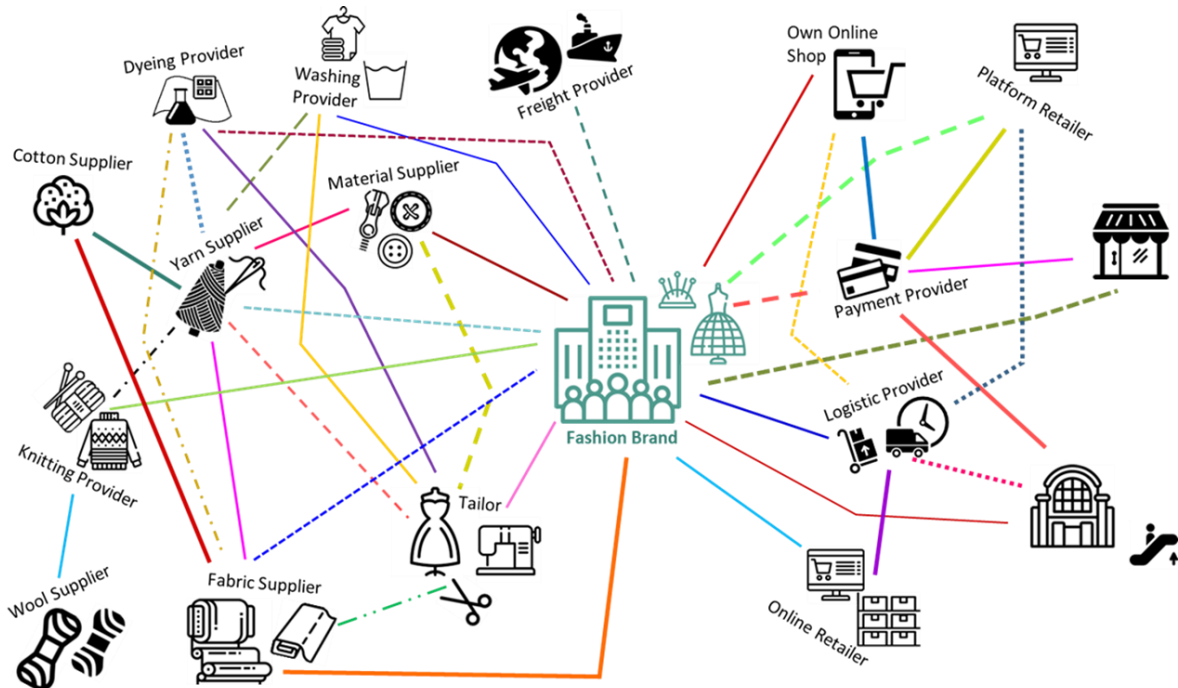 Dyeing Provider
Washing
Provider
Freight Provider
Own Online
Shop
Platform Retailer
Cotton Supplier
Material Supplier
Yarn Supplier
Payment Provider
Logistic Provider
Fashion Brand
Knitting Provider
Tailor
Wool Supplier
Fabric Supplier
Online Retailer